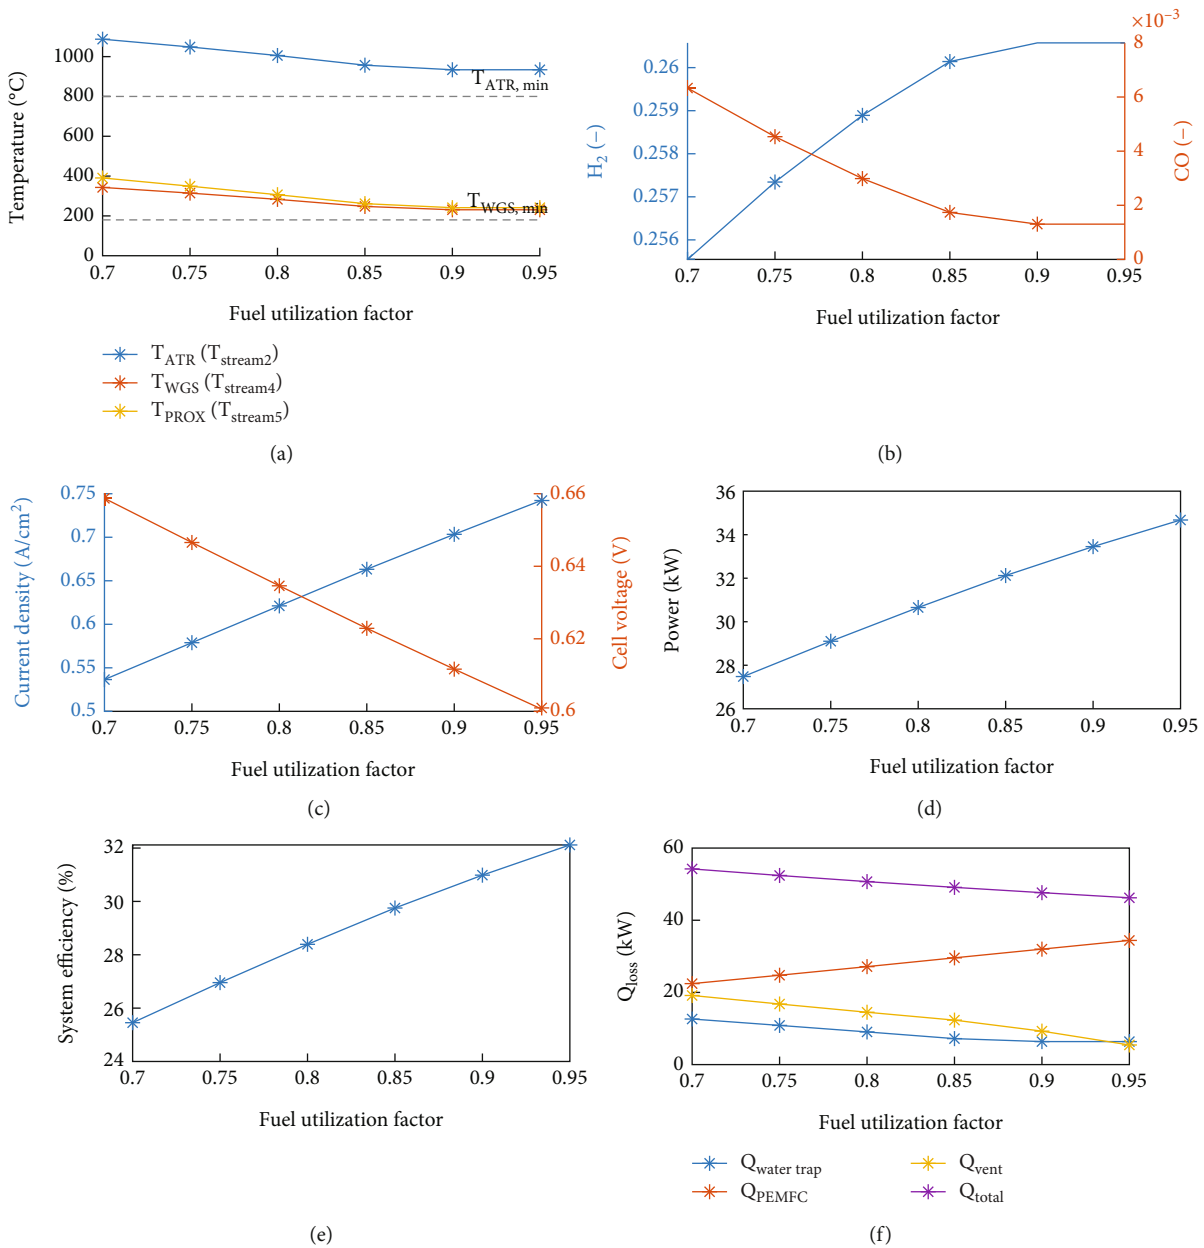 1000
800
600
400
200
0
Temperature (°C)
T_ATR, min
T_WGS, min
0.7 0.75 0.8 0.85 0.9 0.95
Fuel utilization factor
T_ATR (T_stream2)
T_WGS (T_stream4)
T_PROX (T_stream5)
(a)
×10⁻³
0.26
0.259
0.258
0.257
0.256
H₂ (–)
8
6
4
2
0
CO (–)
0.7 0.75 0.8 0.85 0.9 0.95
Fuel utilization factor
(b)
0.75
0.7
0.65
0.6
0.55
0.5
Current density (A/cm²)
0.66
0.64
0.62
0.6
Cell voltage (V)
0.7 0.75 0.8 0.85 0.9 0.95
Fuel utilization factor
(c)
36
34
32
30
28
26
Power (kW)
0.7 0.75 0.8 0.85 0.9 0.95
Fuel utilization factor
(d)
32
30
28
26
24
System efficiency (%)
0.7 0.75 0.8 0.85 0.9 0.95
Fuel utilization factor
(e)
60
40
20
0
Q_loss (kW)
0.7 0.75 0.8 0.85 0.9 0.95
Fuel utilization factor
Q_water trap
Q_PEMFC
Q_vent
Q_total
(f)